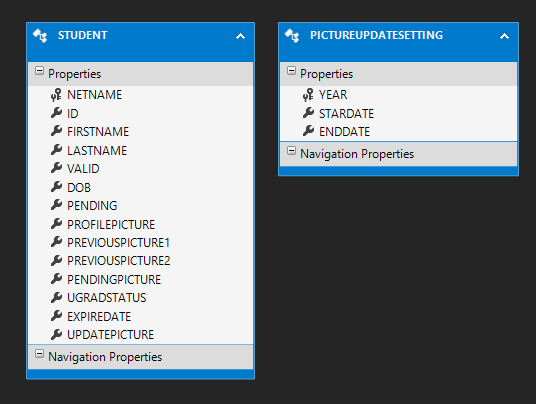 STUDENT
Properties
NETNAME
ID
FIRSTNAME
LASTNAME
VALID
DOB
PENDING
PROFILEPICTURE
PREVIOUSPICTURE1
PREVIOUSPICTURE2
PENDINGPICTURE
UGRADSTATUS
EXPIREDATE
UPDATEPICTURE
Navigation Properties
PICTUREUPDATESETTING
Properties
YEAR
STARDATE
ENDDATE
Navigation Properties